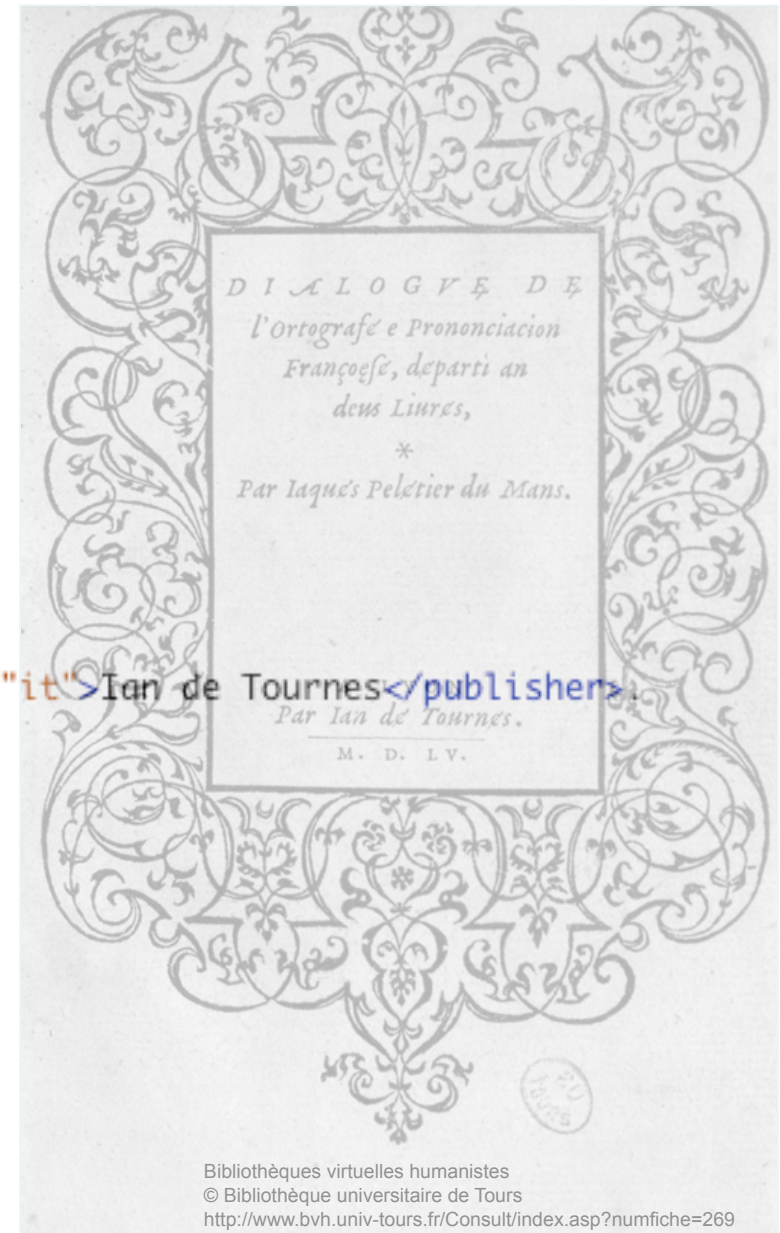 DIALOGVE DE
l'Ortografe e Prononciacion
Françoęſe, departì an
deus Liures,
*
Par Iaques Peletier du Mans.
"it">Ian de Tournes</publisher>.
Par Ian de Tournes.
M. D. LV.
Bibliothèques virtuelles humanistes
© Bibliothèque universitaire de Tours
http://www.bvh.univ-tours.fr/Consult/index.asp?numfiche=269